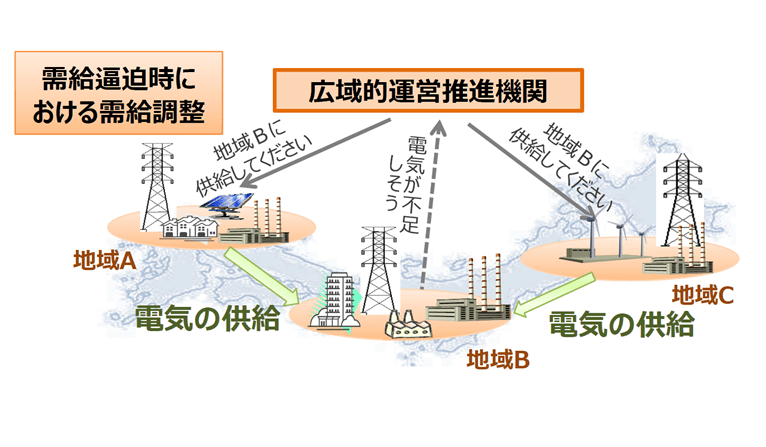 需給逼迫時に
おける需給調整
広域的運営推進機関
地域Bに
供給してください
電気が不足
しそう
地域Bに
供給してください
地域A
電気の供給
地域B
地域C
電気の供給